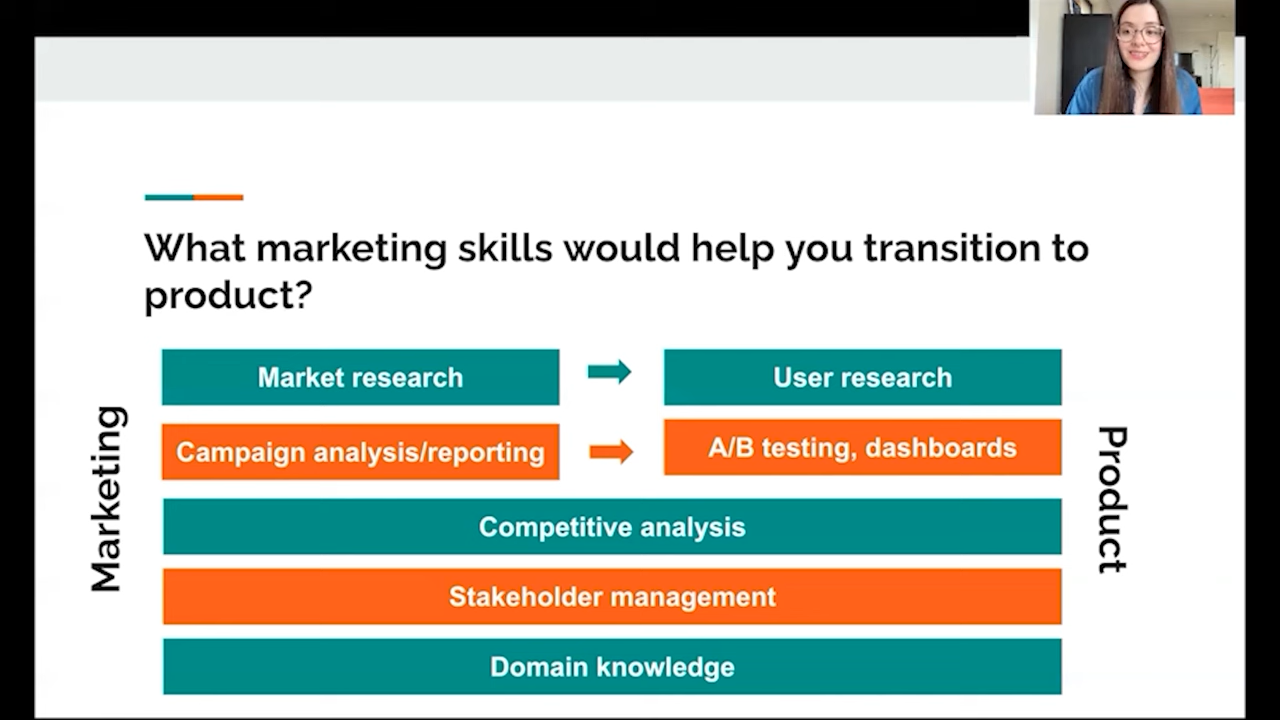 What marketing skills would help you transition to
product?
Marketing
Market research
User research
Campaign analysis/reporting
A/B testing, dashboards
Competitive analysis
Stakeholder management
Domain knowledge
Product